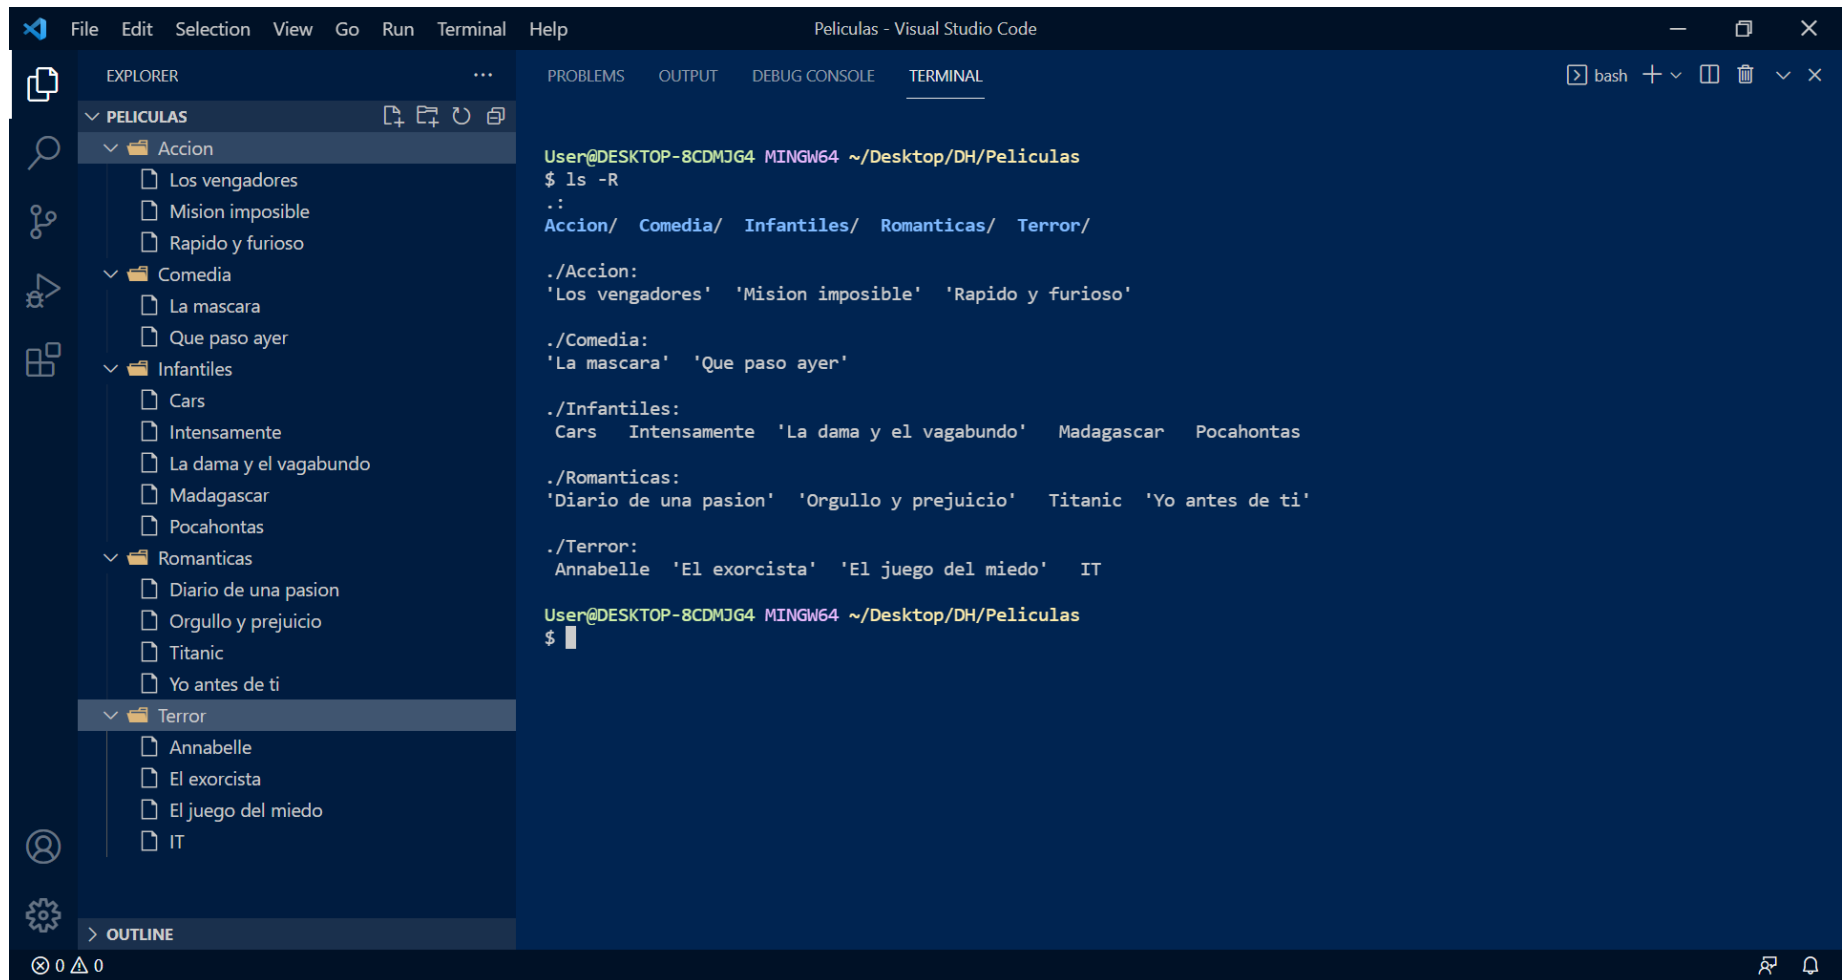 File Edit Selection View Go Run Terminal Help
Peliculas - Visual Studio Code
EXPLORER
PELICULAS
Accion
Los vengadores
Mision imposible
Rapido y furioso
Comedia
La mascara
Que paso ayer
Infantiles
Cars
Intensamente
La dama y el vagabundo
Madagascar
Pocahontas
Romanticas
Diario de una pasion
Orgullo y prejuicio
Titanic
Yo antes de ti
Terror
Annabelle
El exorcista
El juego del miedo
IT
OUTLINE
PROBLEMS OUTPUT DEBUG CONSOLE TERMINAL
bash
User@DESKTOP-8CDMJG4 MINGW64 ~/Desktop/DH/Peliculas
$ ls -R
.:
Accion/ Comedia/ Infantiles/ Romanticas/ Terror/
./Accion:
'Los vengadores' 'Mision imposible' 'Rapido y furioso'
./Comedia:
'La mascara' 'Que paso ayer'
./Infantiles:
Cars Intensamente 'La dama y el vagabundo' Madagascar Pocahontas
./Romanticas:
'Diario de una pasion' 'Orgullo y prejuicio' Titanic 'Yo antes de ti'
./Terror:
Annabelle 'El exorcista' 'El juego del miedo' IT
User@DESKTOP-8CDMJG4 MINGW64 ~/Desktop/DH/Peliculas
$
0 0